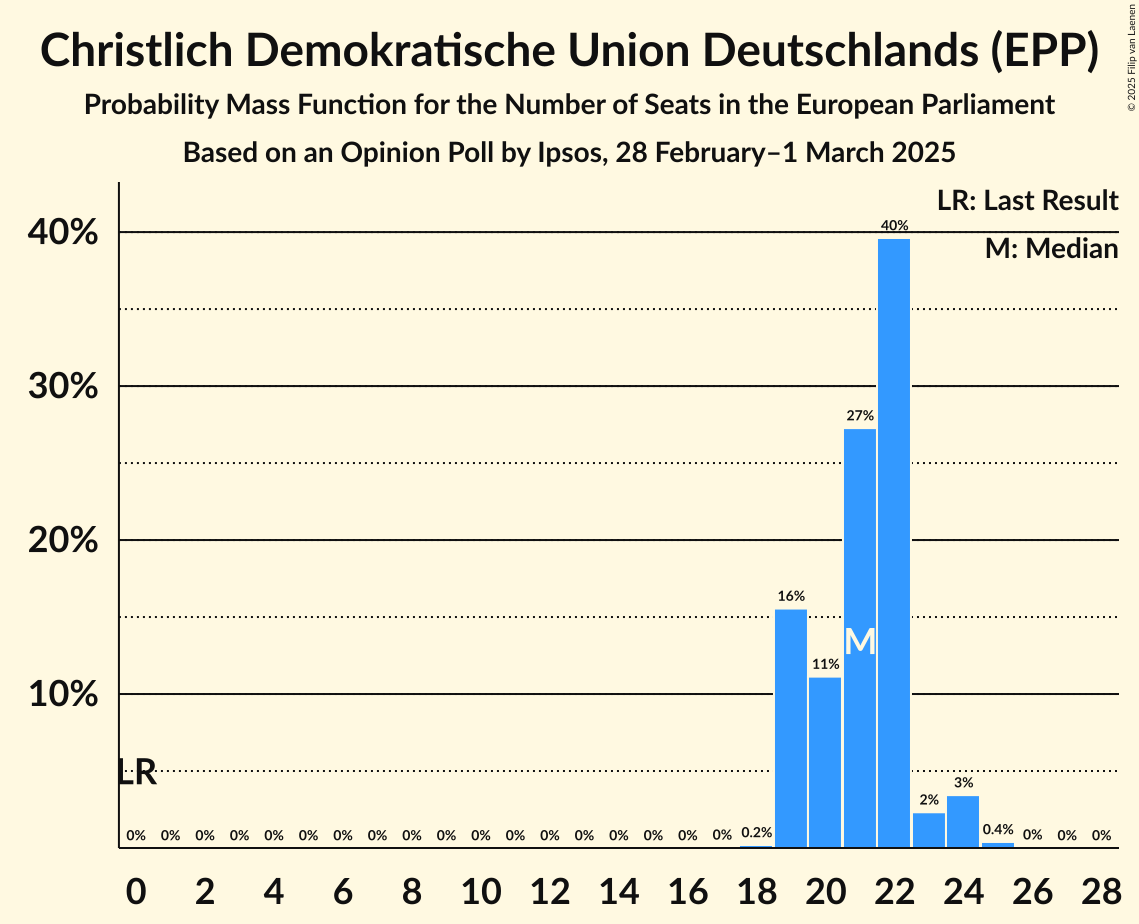 Christlich Demokratische Union Deutschlands (EPP)
Probability Mass Function for the Number of Seats in the European Parliament
Based on an Opinion Poll by Ipsos, 28 February–1 March 2025
© 2025 Filip van Laenen
LR: Last Result
M: Median
40%
30%
20%
10%
LR
M
0% 0% 0% 0% 0% 0% 0% 0% 0% 0% 0% 0% 0% 0% 0% 0% 0% 0% 0.2% 16% 11% 27% 40% 2% 3% 0.4% 0% 0% 0%
0 2 4 6 8 10 12 14 16 18 20 22 24 26 28